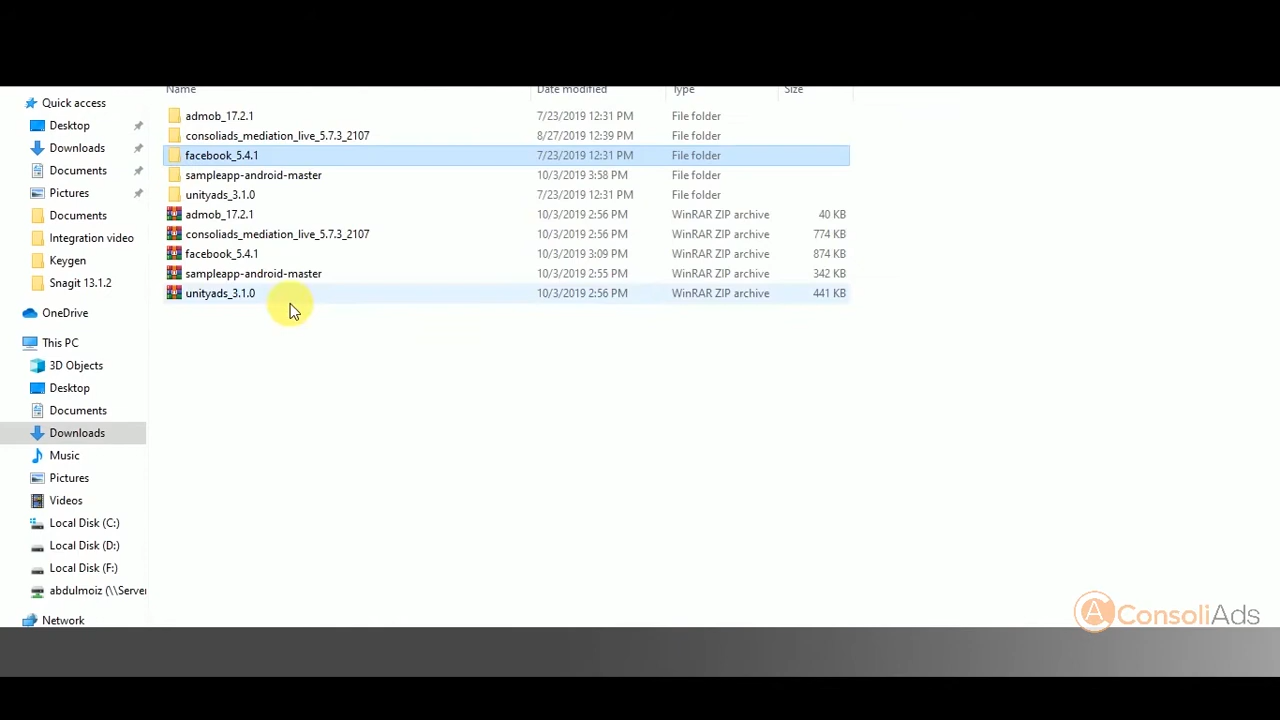 Name Date modified Type Size
Quick access
Desktop
Downloads
Documents
Pictures
Documents
Integration video
Keygen
Snagit 13.1.2
OneDrive
This PC
3D Objects
Desktop
Documents
Downloads
Music
Pictures
Videos
Local Disk (C:)
Local Disk (D:)
Local Disk (F:)
abdulmoiz (\\Server
Network
admob_17.2.1 7/23/2019 12:31 PM File folder
consoliads_mediation_live_5.7.3_2107 8/27/2019 12:39 PM File folder
facebook_5.4.1 7/23/2019 12:31 PM File folder
sampleapp-android-master 10/3/2019 3:58 PM File folder
unityads_3.1.0 7/23/2019 12:31 PM File folder
admob_17.2.1 10/3/2019 2:56 PM WinRAR ZIP archive 40 KB
consoliads_mediation_live_5.7.3_2107 10/3/2019 2:56 PM WinRAR ZIP archive 774 KB
facebook_5.4.1 10/3/2019 3:09 PM WinRAR ZIP archive 874 KB
sampleapp-android-master 10/3/2019 2:55 PM WinRAR ZIP archive 342 KB
unityads_3.1.0 10/3/2019 2:56 PM WinRAR ZIP archive 441 KB
ConsoliAds